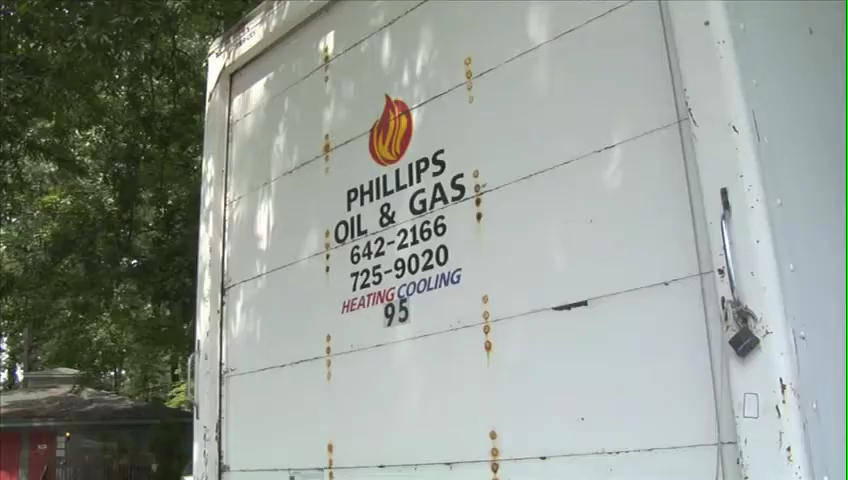 PHILLIPS
OIL & GAS
642-2166
725-9020
HEATING COOLING
95